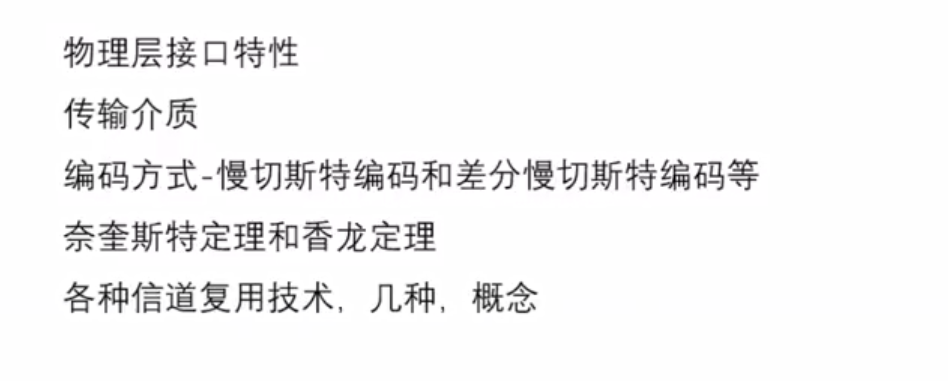 物理层接口特性
传输介质
编码方式-慢切斯特编码和差分慢切斯特编码等
奈奎斯特定理和香龙定理
各种信道复用技术，几种，概念